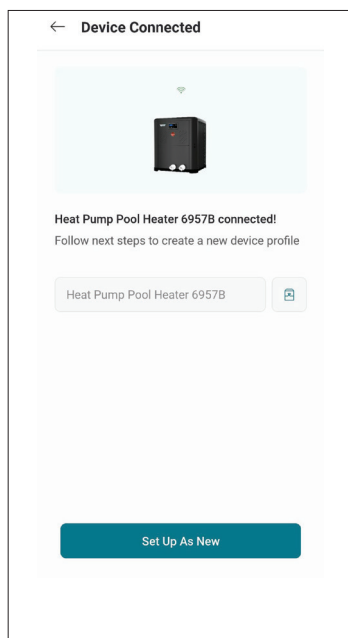 Device Connected
Heat Pump Pool Heater 6957B connected!
Follow next steps to create a new device profile
Heat Pump Pool Heater 6957B
Set Up As New